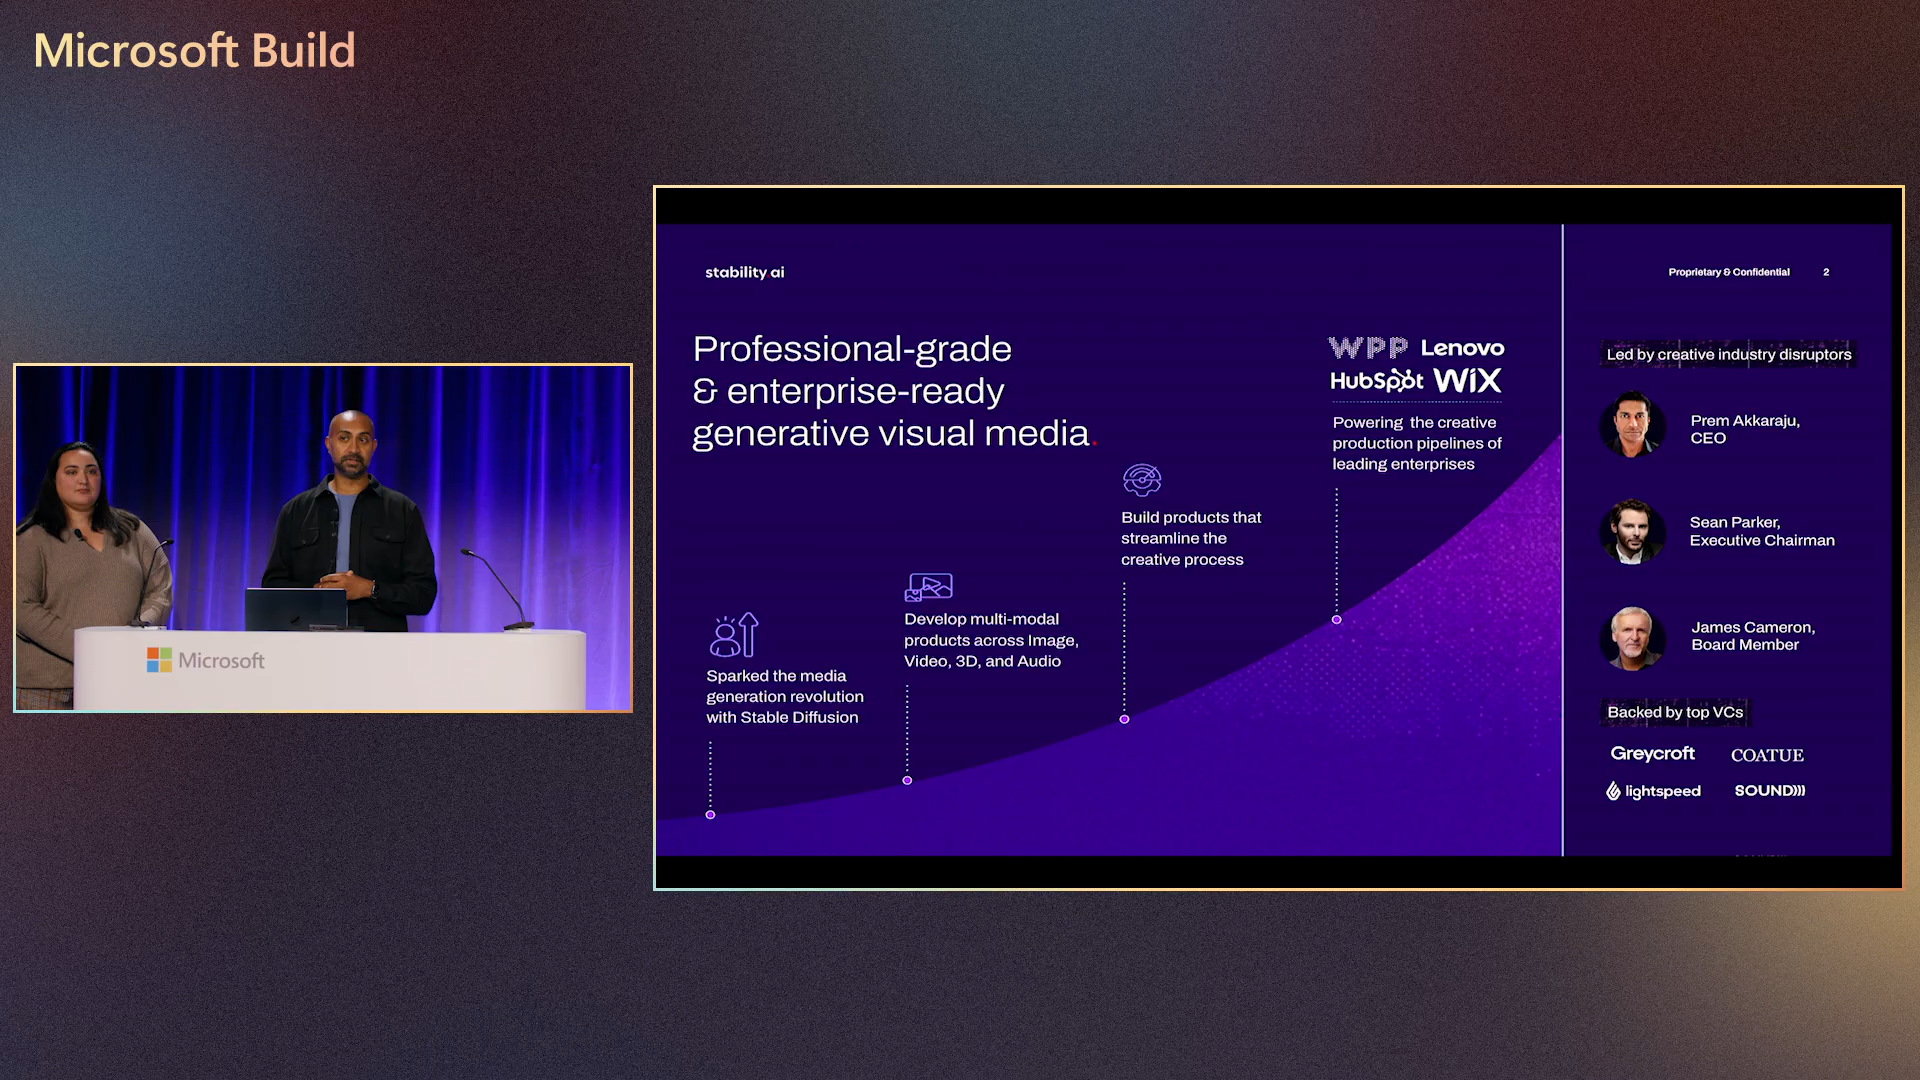 Microsoft Build
Microsoft
stability ai
Proprietary & Confidential
2
Professional-grade
& enterprise-ready
generative visual media.
Sparked the media
generation revolution
with Stable Diffusion
Develop multi-modal
products across Image,
Video, 3D, and Audio
Build products that
streamline the
creative process
WPP Lenovo
HubSpot WiX
Powering the creative
production pipelines of
leading enterprises
Led by creative industry disruptors
Prem Akkaraju,
CEO
Sean Parker,
Executive Chairman
James Cameron,
Board Member
Backed by top VCs
Greycroft COATUE
lightspeed SOUND